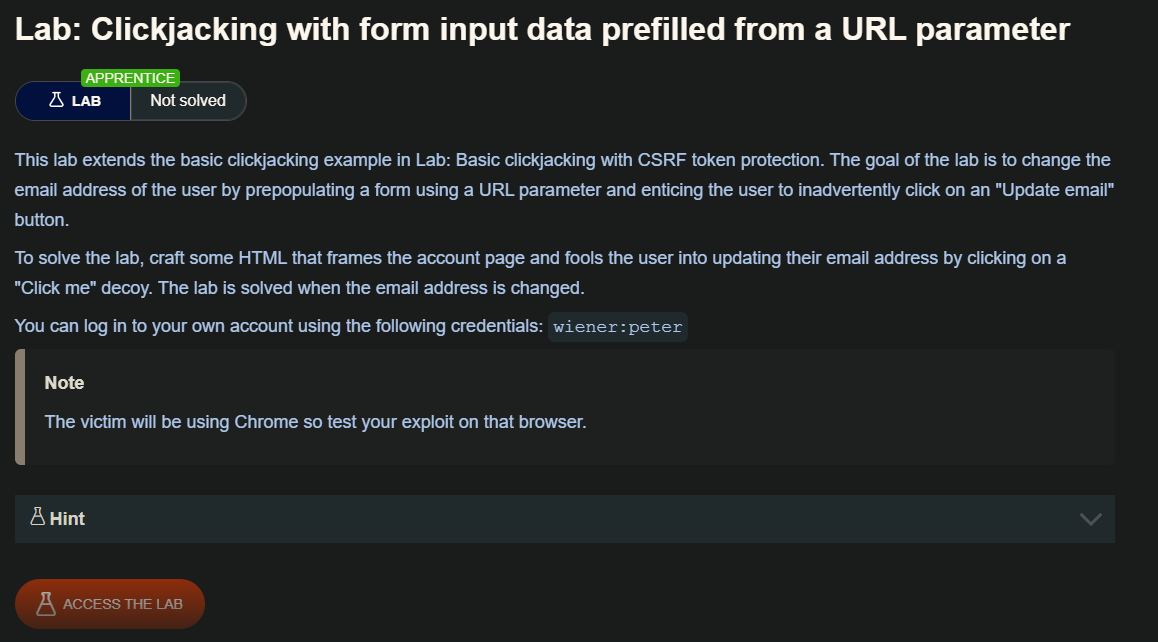 Lab: Clickjacking with form input data prefilled from a URL parameter
APPRENTICE
LAB Not solved
This lab extends the basic clickjacking example in Lab: Basic clickjacking with CSRF token protection. The goal of the lab is to change the
email address of the user by prepopulating a form using a URL parameter and enticing the user to inadvertently click on an "Update email"
button.
To solve the lab, craft some HTML that frames the account page and fools the user into updating their email address by clicking on a
"Click me" decoy. The lab is solved when the email address is changed.
You can log in to your own account using the following credentials: wiener:peter
Note
The victim will be using Chrome so test your exploit on that browser.
Hint
ACCESS THE LAB